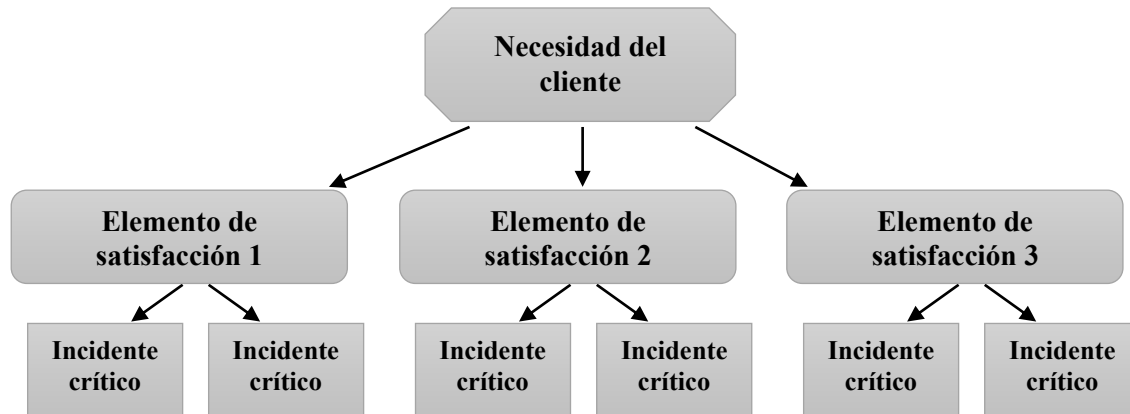 Necesidad del
cliente
Elemento de
satisfacción 1
Elemento de
satisfacción 2
Elemento de
satisfacción 3
Incidente
crítico
Incidente
crítico
Incidente
crítico
Incidente
crítico
Incidente
crítico
Incidente
crítico